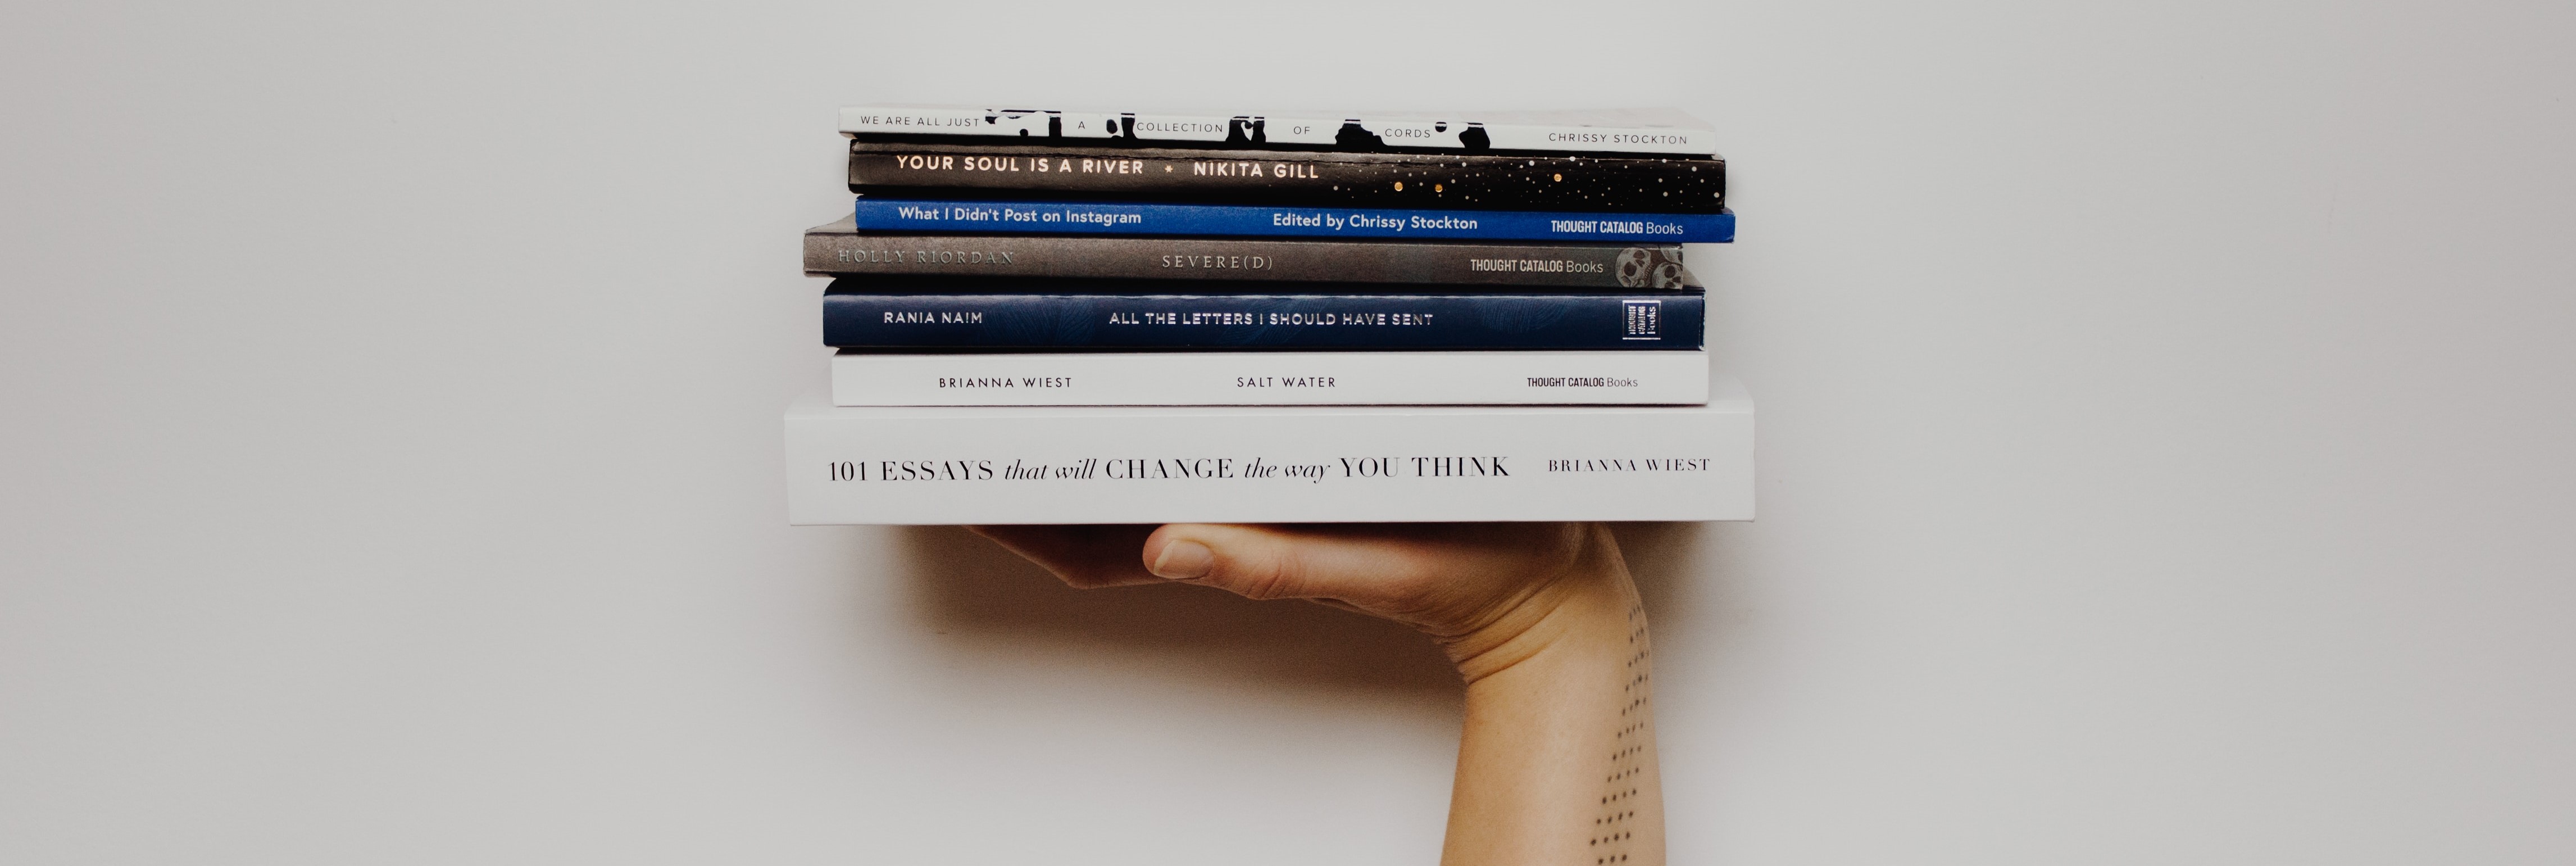 WE ARE ALL JUST A COLLECTION OF CORDS CHRISSY STOCKTON
YOUR SOUL IS A RIVER * NIKITA GILL
What I Didn't Post on Instagram Edited by Chrissy Stockton THOUGHT CATALOG Books
HOLLY RIORDAN SEVERE(D) THOUGHT CATALOG Books
RANIA NAIM ALL THE LETTERS I SHOULD HAVE SENT THOUGHT CATALOG Books
BRIANNA WIEST SALT WATER THOUGHT CATALOG Books
101 ESSAYS that will CHANGE the way YOU THINK BRIANNA WIEST